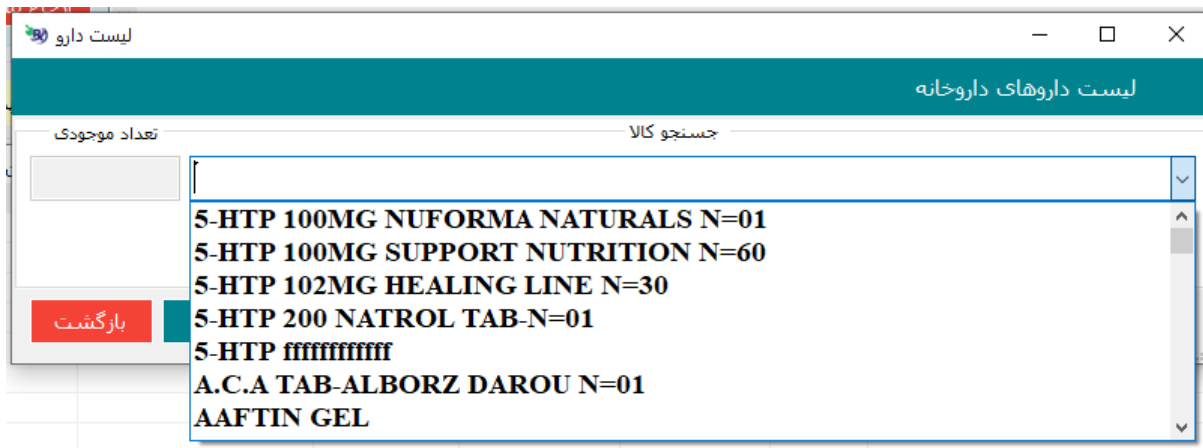 لیست دارو
لیست داروهای داروخانه
جستجو کالا
تعداد موجودی
5-HTP 100MG NUFORMA NATURALS N=01
5-HTP 100MG SUPPORT NUTRITION N=60
5-HTP 102MG HEALING LINE N=30
5-HTP 200 NATROL TAB-N=01
5-HTP ffffffffffff
A.C.A TAB-ALBORZ DAROU N=01
AAFTIN GEL
بازگشت